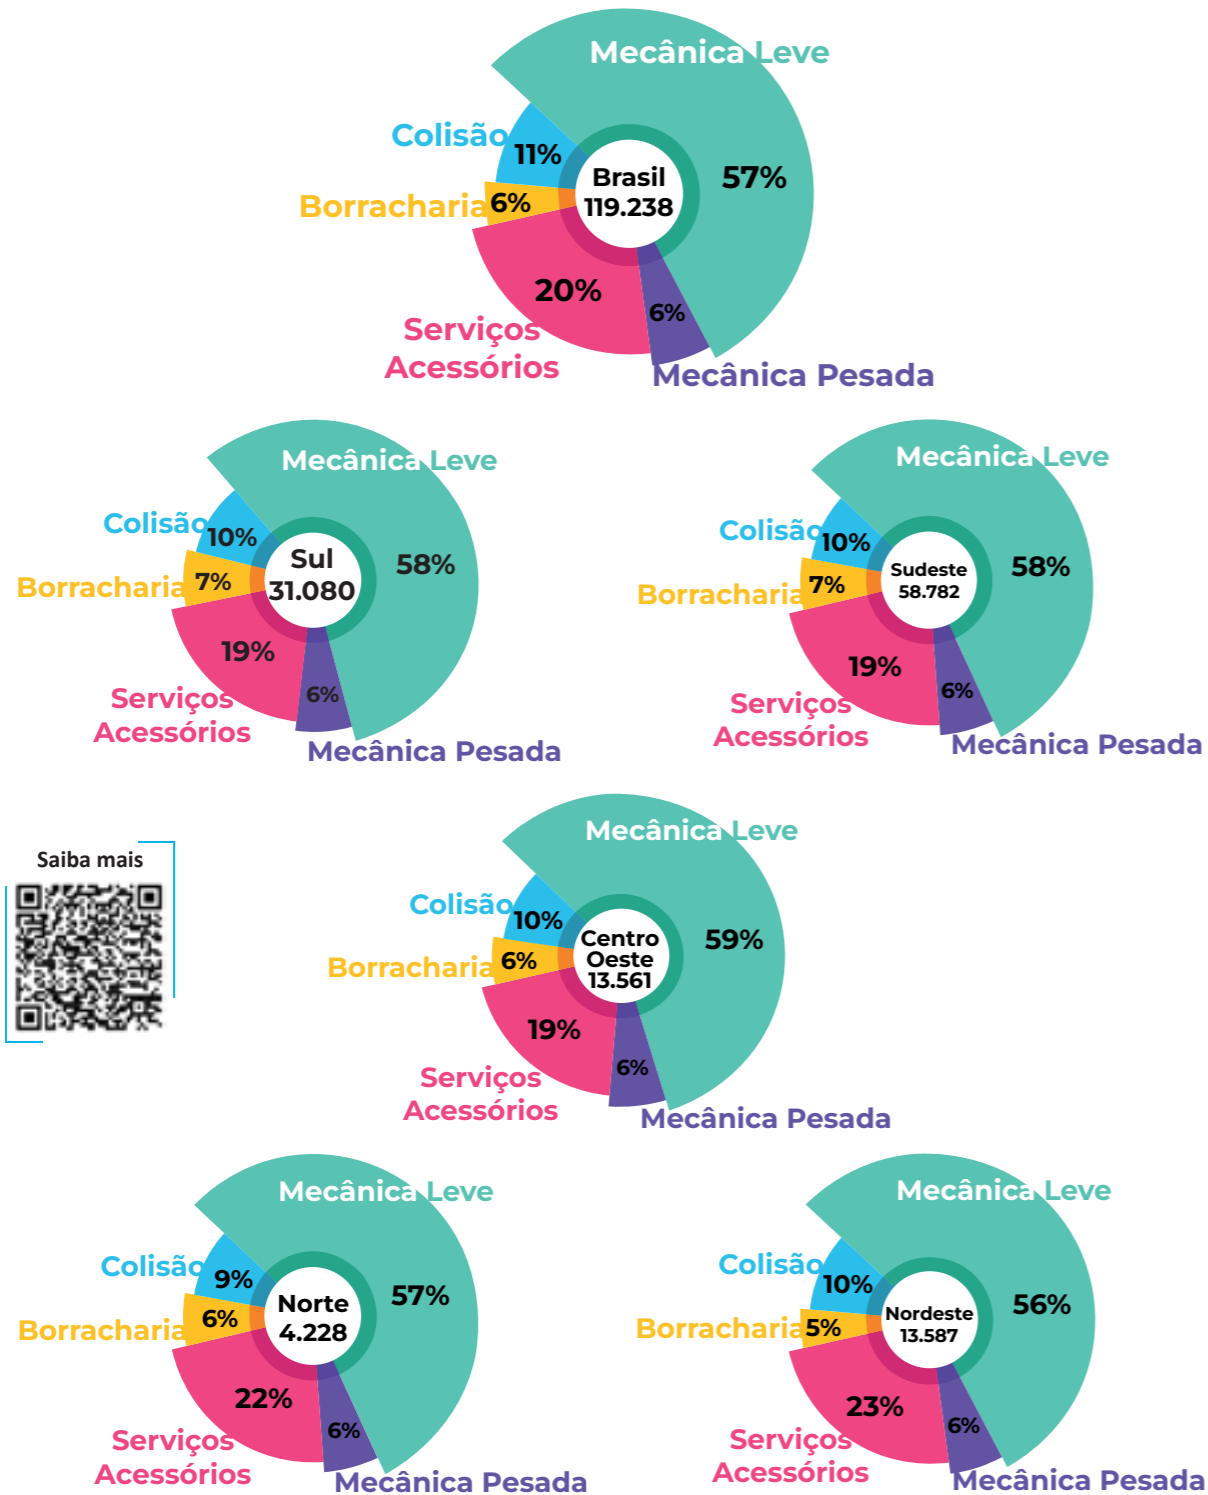 Mecânica Leve
Colisão
11%
57%
Brasil
119.238
Borracharia
6%
20%
6%
Serviços
Acessórios
Mecânica Pesada
Mecânica Leve
Colisão
10%
58%
Sul
31.080
Borracharia
7%
19%
6%
Serviços
Acessórios
Mecânica Pesada
Mecânica Leve
Colisão
10%
58%
Sudeste
58.782
Borracharia
7%
19%
6%
Serviços
Acessórios
Mecânica Pesada
Saiba mais
Mecânica Leve
Colisão
10%
59%
Centro
Oeste
13.561
Borracharia
6%
19%
6%
Serviços
Acessórios
Mecânica Pesada
Mecânica Leve
Colisão
9%
57%
Norte
4.228
Borracharia
6%
22%
6%
Serviços
Acessórios
Mecânica Pesada
Mecânica Leve
Colisão
10%
56%
Nordeste
13.587
Borracharia
5%
23%
6%
Serviços
Acessórios
Mecânica Pesada